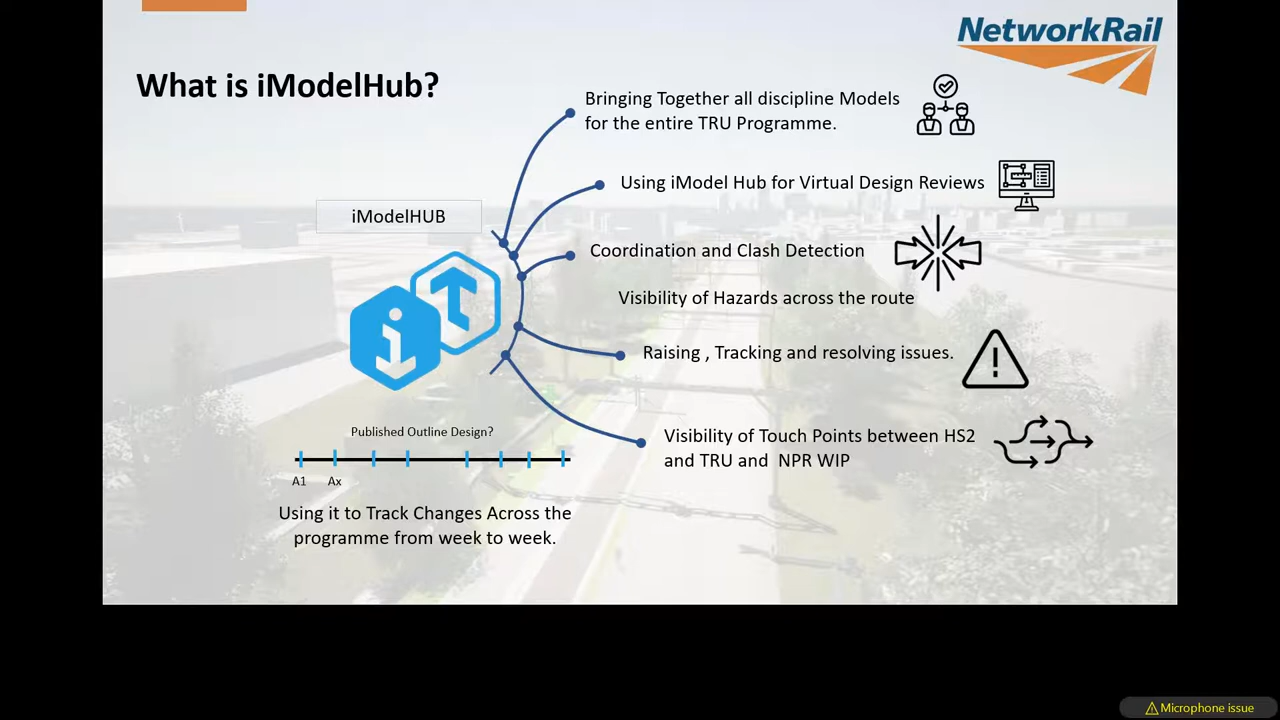 NetworkRail
What is iModelHub?
Bringing Together all discipline Models
for the entire TRU Programme.
Using iModel Hub for Virtual Design Reviews
iModelHUB
Coordination and Clash Detection
Visibility of Hazards across the route
Raising , Tracking and resolving issues.
Published Outline Design?
A1 Ax
Visibility of Touch Points between HS2
and TRU and NPR WIP
Using it to Track Changes Across the
programme from week to week.
Microphone issue